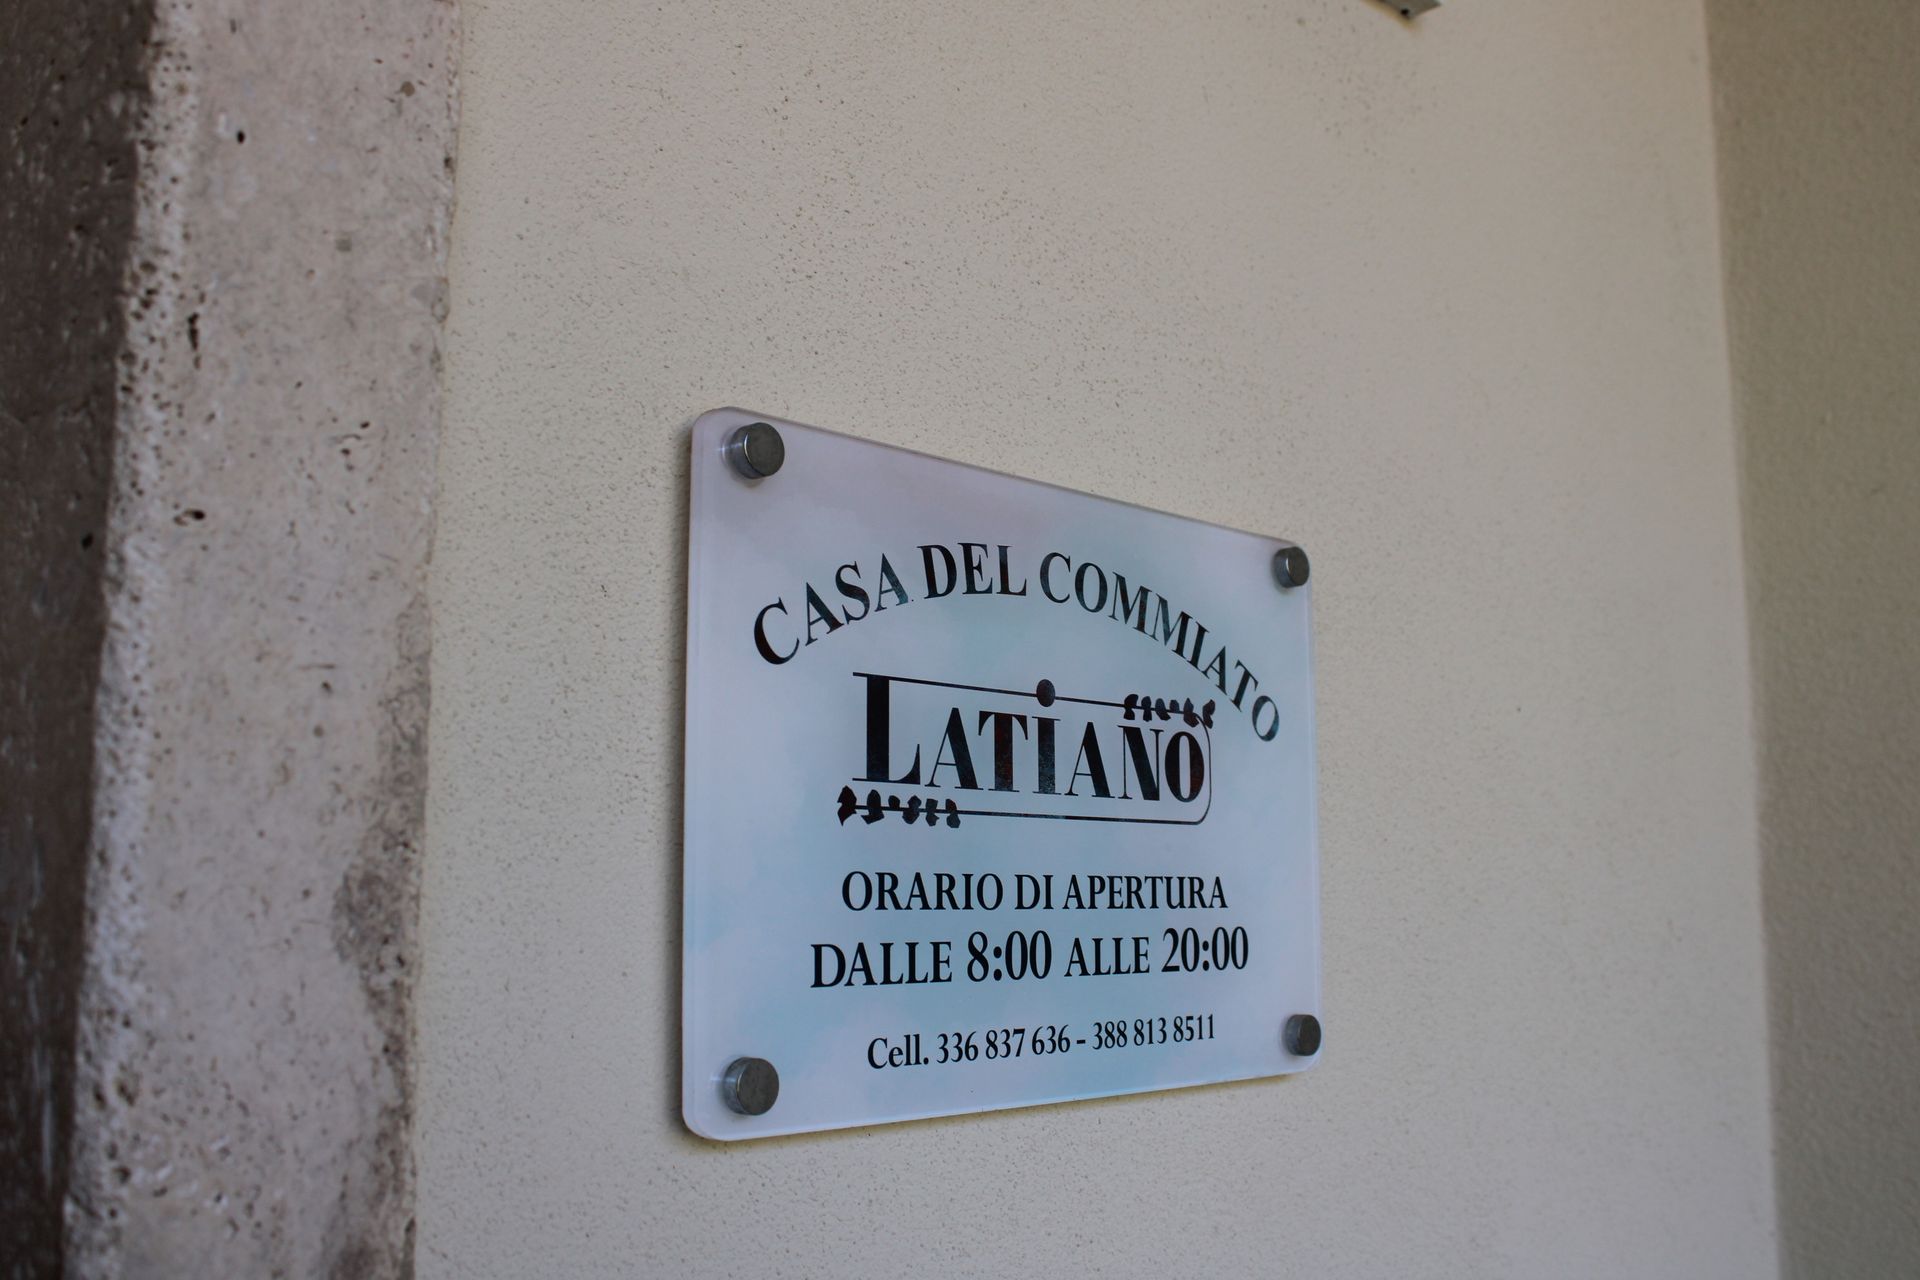 CASA DEL COMMIATO
LATIANO
ORARIO DI APERTURA
DALLE 8:00 ALLE 20:00
Cell. 336 837 636 - 388 813 8511